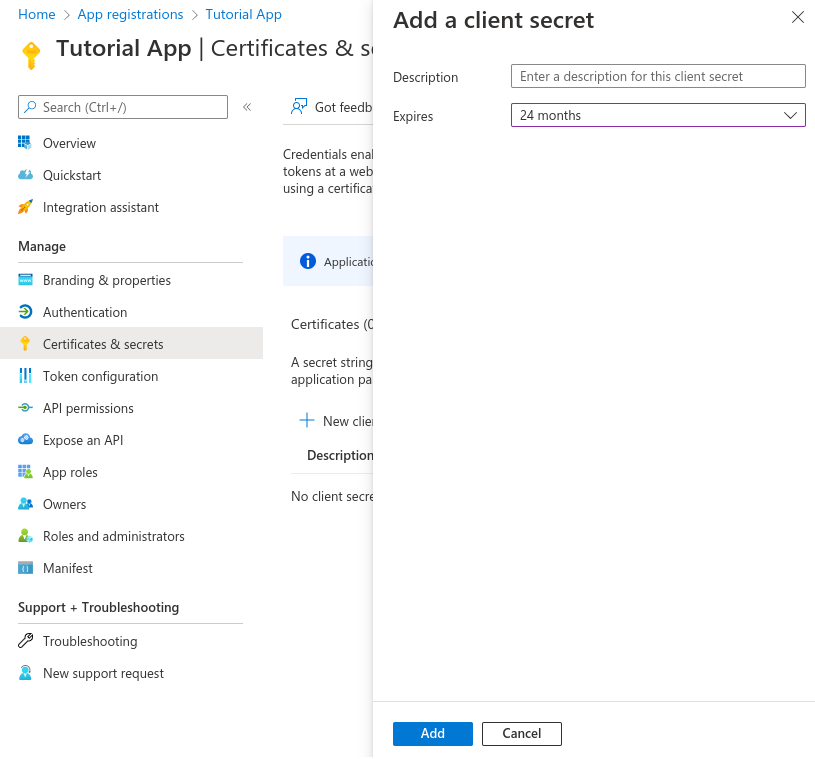 Home > App registrations > Tutorial App
Tutorial App | Certificates & s
Search (Ctrl+/)
«
Overview
Quickstart
Integration assistant
Manage
Branding & properties
Authentication
Certificates & secrets
Token configuration
API permissions
Expose an API
App roles
Owners
Roles and administrators
Manifest
Support + Troubleshooting
Troubleshooting
New support request
Got feedb
Credentials enal
tokens at a web
using a certifica
Applicatio
Certificates (0
A secret string
application pa
New clie
Description
No client secre
Add a client secret
Description
Enter a description for this client secret
Expires
24 months
Add
Cancel